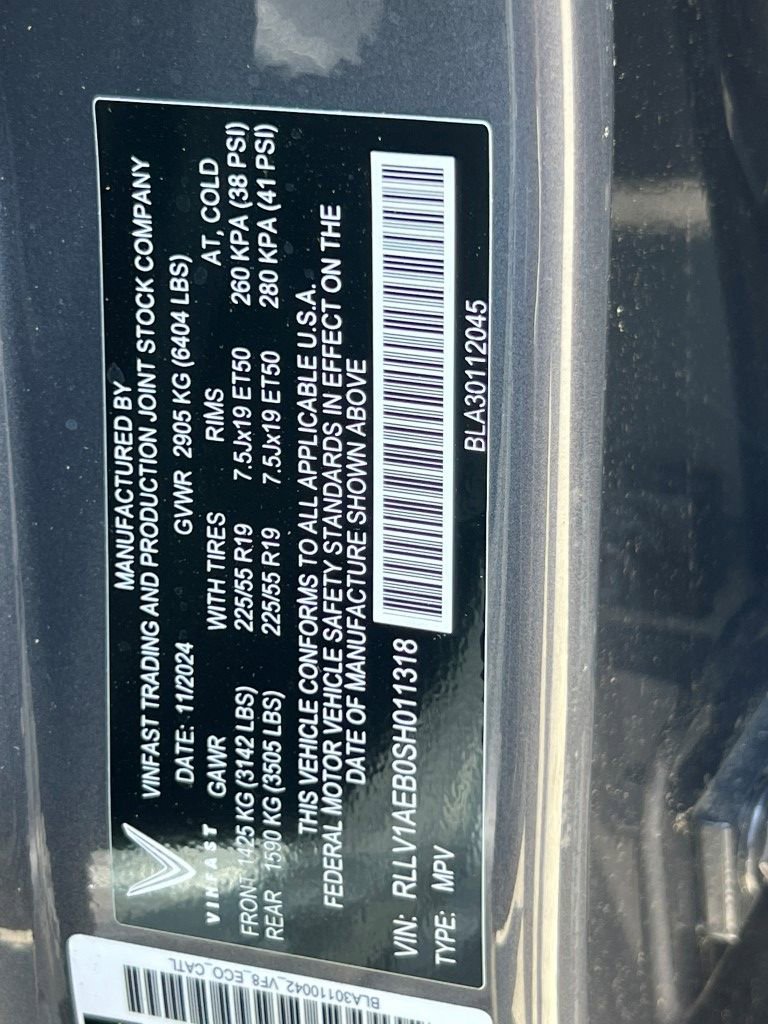 MANUFACTURED BY
VINFAST TRADING AND PRODUCTION JOINT STOCK COMPANY
DATE: 11/2024 GVWR 2905 KG (6404 LBS)
VINFAST GAWR WITH TIRES RIMS AT, COLD
FRONT 1425 KG (3142 LBS) 225/55 R19 7.5Jx19 ET50 260 KPA (38 PSI)
REAR 1590 KG (3505 LBS) 225/55 R19 7.5Jx19 ET50 280 KPA (41 PSI)
THIS VEHICLE CONFORMS TO ALL APPLICABLE U.S.A.
FEDERAL MOTOR VEHICLE SAFETY STANDARDS IN EFFECT ON THE
DATE OF MANUFACTURE SHOWN ABOVE
VIN: RLLV1AEB0SH011318
TYPE: MPV
BLA30112045
BLA30110042_VF8_ECO_CATL